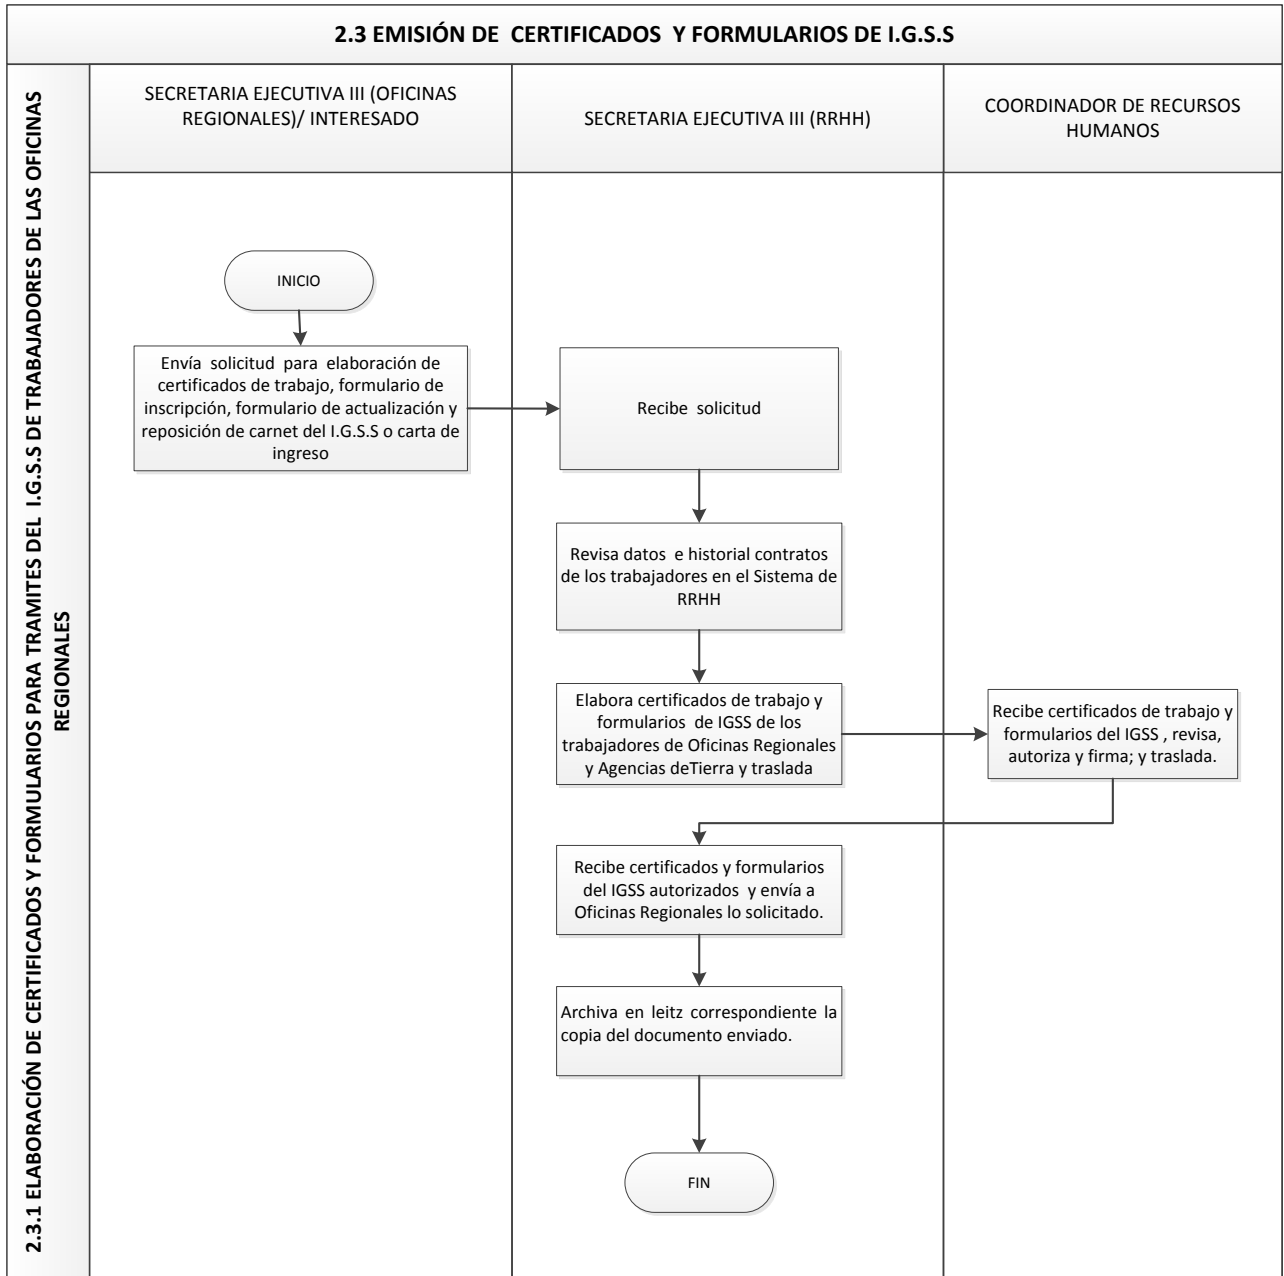 2.3 EMISIÓN DE CERTIFICADOS Y FORMULARIOS DE I.G.S.S
2.3.1 ELABORACIÓN DE CERTIFICADOS Y FORMULARIOS PARA TRAMITES DEL I.G.S.S DE TRABAJADORES DE LAS OFICINAS
REGIONALES
SECRETARIA EJECUTIVA III (OFICINAS
REGIONALES)/ INTERESADO
SECRETARIA EJECUTIVA III (RRHH)
COORDINADOR DE RECURSOS
HUMANOS
INICIO
Envía solicitud para elaboración de
certificados de trabajo, formulario de
inscripción, formulario de actualización y
reposición de carnet del I.G.S.S o carta de
ingreso
Recibe solicitud
Revisa datos e historial contratos
de los trabajadores en el Sistema de
RRHH
Elabora certificados de trabajo y
formularios de IGSS de los
trabajadores de Oficinas Regionales
y Agencias deTierra y traslada
Recibe certificados de trabajo y
formularios del IGSS , revisa,
autoriza y firma; y traslada.
Recibe certificados y formularios
del IGSS autorizados y envía a
Oficinas Regionales lo solicitado.
Archiva en leitz correspondiente la
copia del documento enviado.
FIN